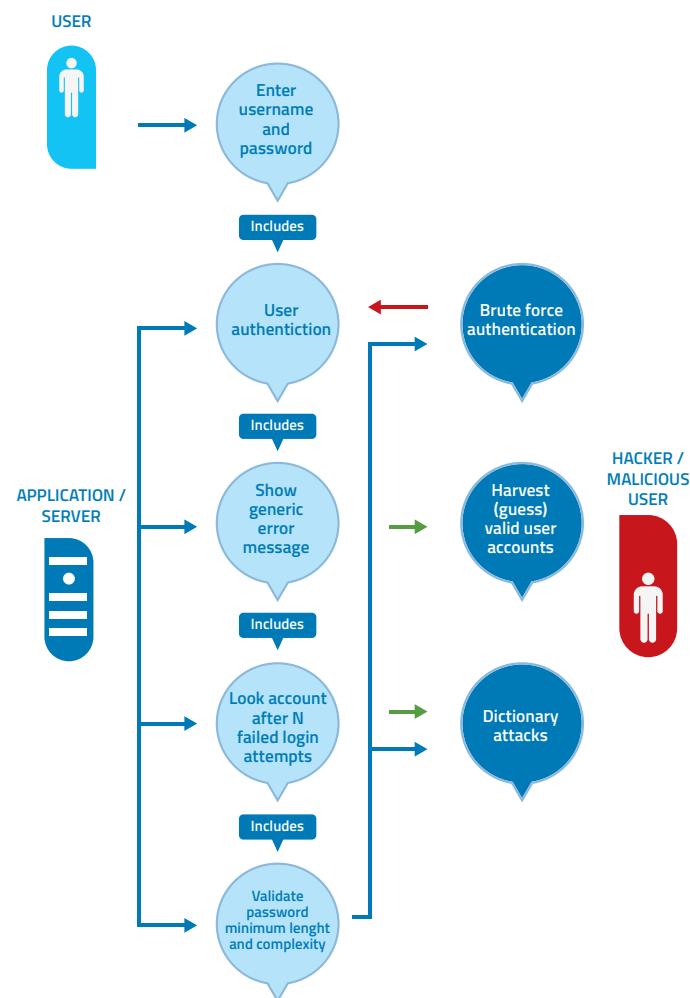 USER
Enter
username
and
password
Includes
User
authentiction
Brute force
authentication
Includes
APPLICATION /
SERVER
Show
generic
error
message
Harvest
(guess)
valid user
accounts
HACKER /
MALICIOUS
USER
Includes
Look account
after N
failed login
attempts
Dictionary
attacks
Includes
Validate
password
minimum lenght
and complexity